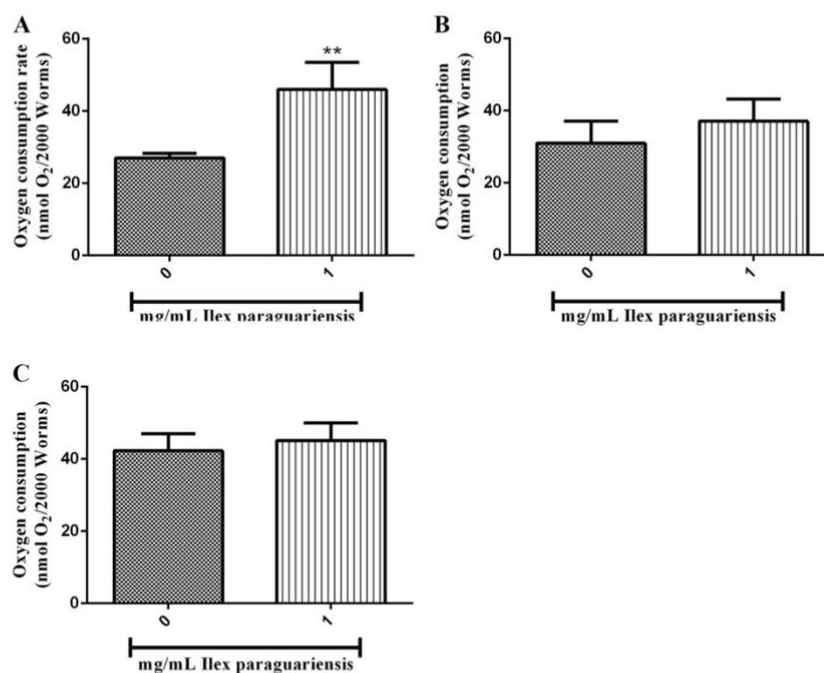 A
Oxygen consumption rate
(nmol O2/2000 Worms)
60
40
20
0
**
0
1
mg/mL Ilex paraguariensis
B
Oxygen consumption
(nmol O2/2000 Worms)
60
40
20
0
0
1
mg/mL Ilex paraguariensis
C
Oxygen consumption
(nmol O2/2000 Worms)
60
40
20
0
0
1
mg/mL Ilex paraguariensis